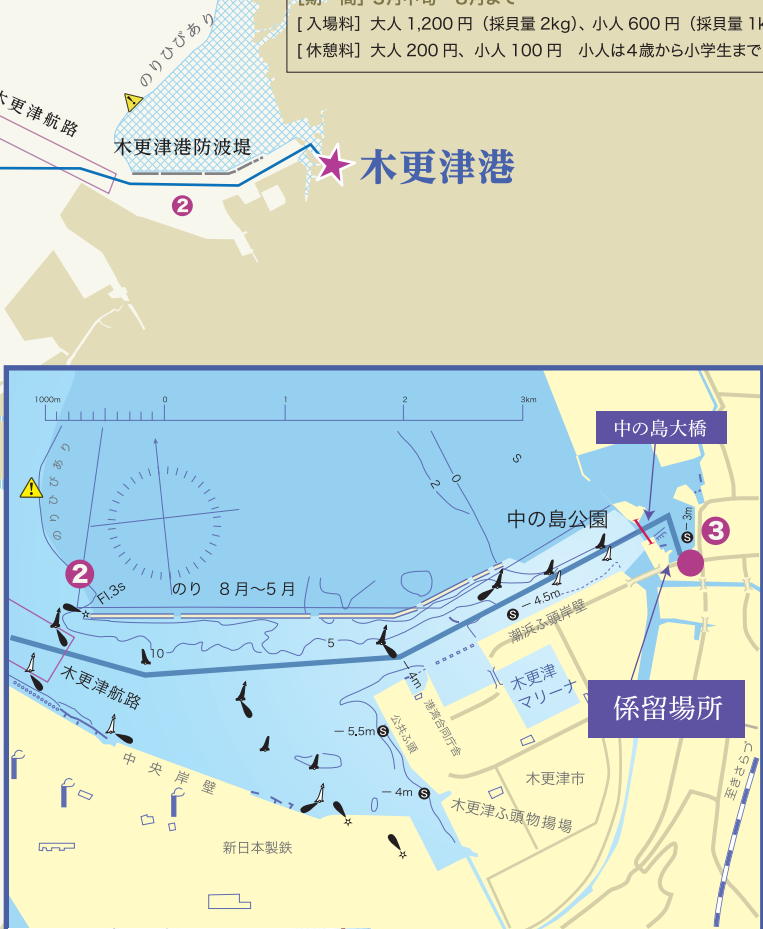 [期 間] 3月下旬〜8月まで
[入場料] 大人 1,200 円（採貝量 2kg）、小人 600 円（採貝量 1k
[休憩料] 大人 200 円、小人 100 円　小人は4歳から小学生まで
のりひびあり
木更津航路
木更津港防波堤
木更津港
2
1000m 0 1 2 3km
中の島大橋
のりひびあり
S
2 0
中の島公園
3m
S
3
2
Fl.3s
のり 8月〜5月
4.5m
S
潮浜ふ頭岸壁
10
5
木更津航路
4m
木更津
マリーナ
係留場所
港湾合同庁舎
公共ふ頭
5.5m S
中央岸壁
木更津市
至きさらづ
4m S
木更津ふ頭物揚場
新日本製鉄